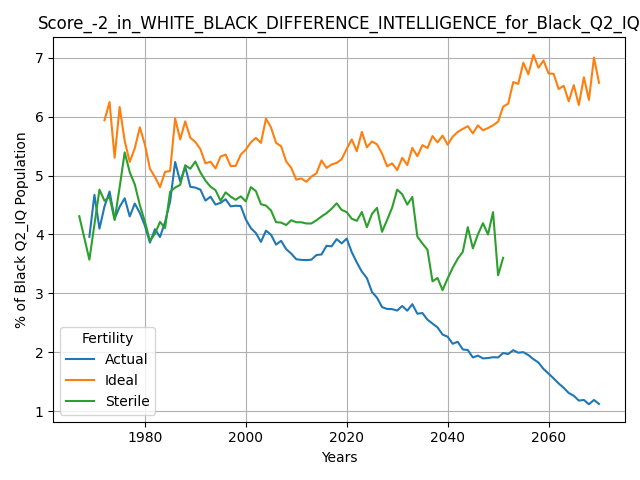 Score_-2_in_WHITE_BLACK_DIFFERENCE_INTELLIGENCE_for_Black_Q2_IQ
% of Black Q2_IQ Population
7
6
5
4
3
2
1
Fertility
Actual
Ideal
Sterile
1980
2000
2020
2040
2060
Years